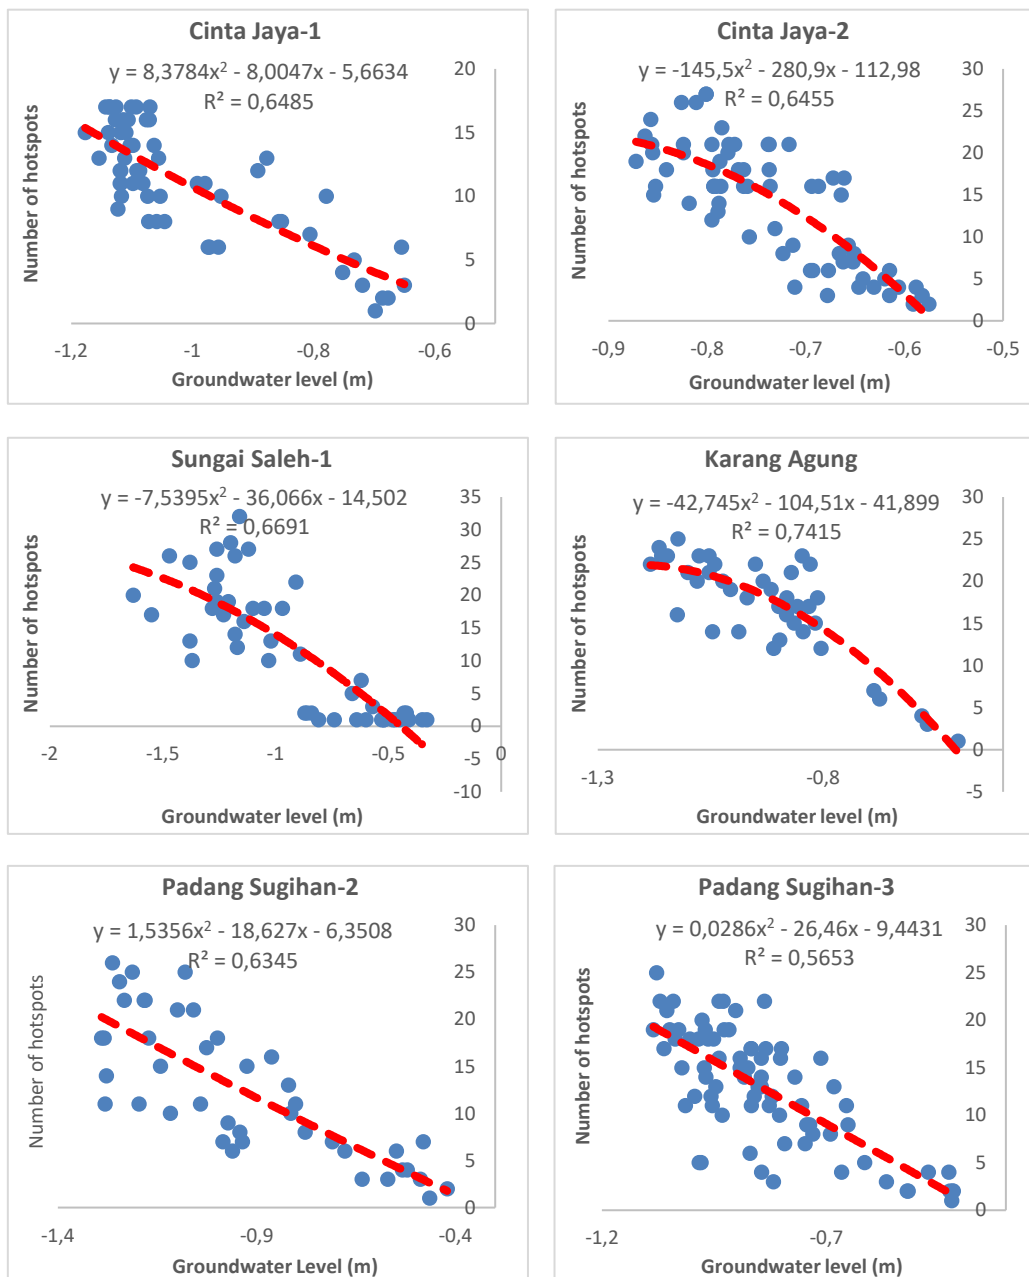 Cinta Jaya-1
y = 8,3784x² - 8,0047x - 5,6634
R² = 0,6485
20
15
10
5
0
-1,2 -1 -0,8 -0,6
Number of hotspots
Groundwater level (m)
Cinta Jaya-2
y = -145,5x² - 280,9x - 112,98
R² = 0,6455
30
25
20
15
10
5
0
-0,9 -0,8 -0,7 -0,6 -0,5
Number of hotspots
Groundwater level (m)
Sungai Saleh-1
y = -7,5395x² - 36,066x - 14,502
R² = 0,6691
35
30
25
20
15
10
5
0
-5
-10
-2 -1,5 -1 -0,5 0
Number of hotspots
Groundwater level (m)
Karang Agung
y = -42,745x² - 104,51x - 41,899
R² = 0,7415
30
25
20
15
10
5
0
-5
-1,3 -0,8
Number of hotspots
Groundwater level (m)
Padang Sugihan-2
y = 1,5356x² - 18,627x - 6,3508
R² = 0,6345
30
25
20
15
10
5
0
-1,4 -0,9 -0,4
Number of hotspots
Groundwater Level (m)
Padang Sugihan-3
y = 0,0286x² - 26,46x - 9,4431
R² = 0,5653
30
25
20
15
10
5
0
-1,2 -0,7
Number of hotspots
Groundwater level (m)